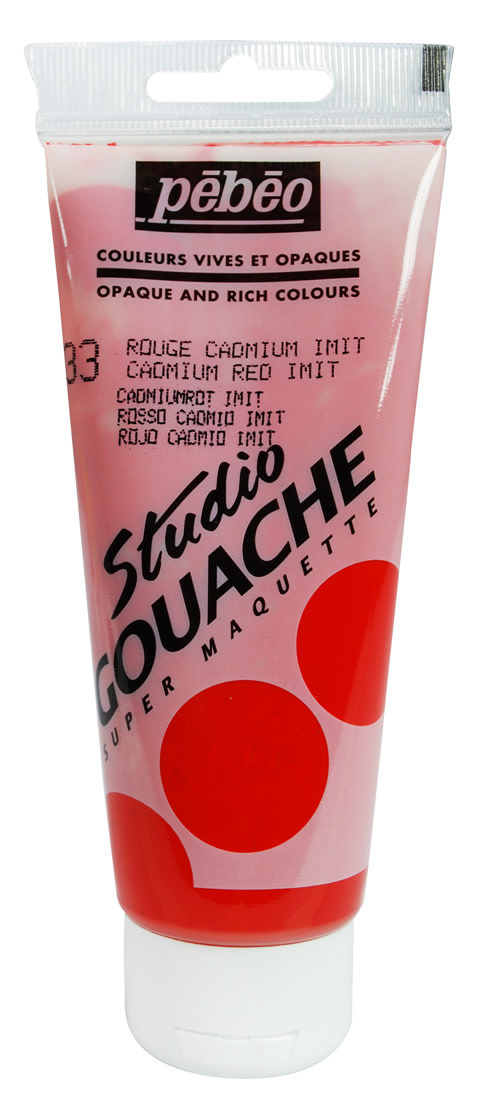 pēbēo
COULEURS VIVES ET OPAQUES
OPAQUE AND RICH COLOURS
33 ROUGE CADMIUM IMIT
CADMIUM RED IMIT
CADMIUMROT IMIT
ROSSO CADMIO IMIT
ROJO CADMIO IMIT
Studio
GOUACHE
SUPER MAQUETTE